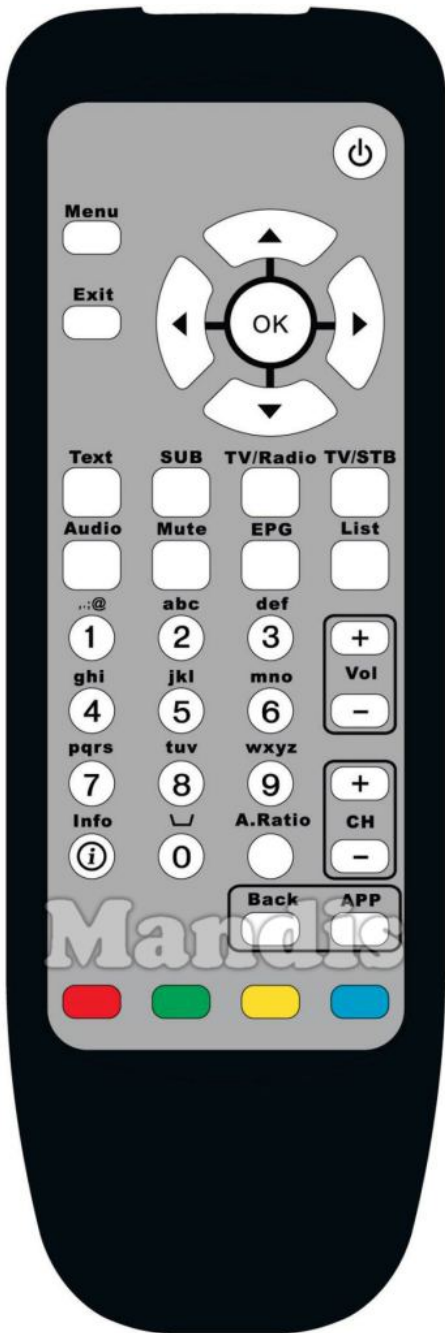 Menu
Exit
OK
Text SUB TV/Radio TV/STB
Audio Mute EPG List
.,:;@ abc def
1 2 3 +
ghi jkl mno Vol
4 5 6 -
pqrs tuv wxyz
7 8 9 +
Info A.Ratio CH
i 0 -
Back APP
Mandis